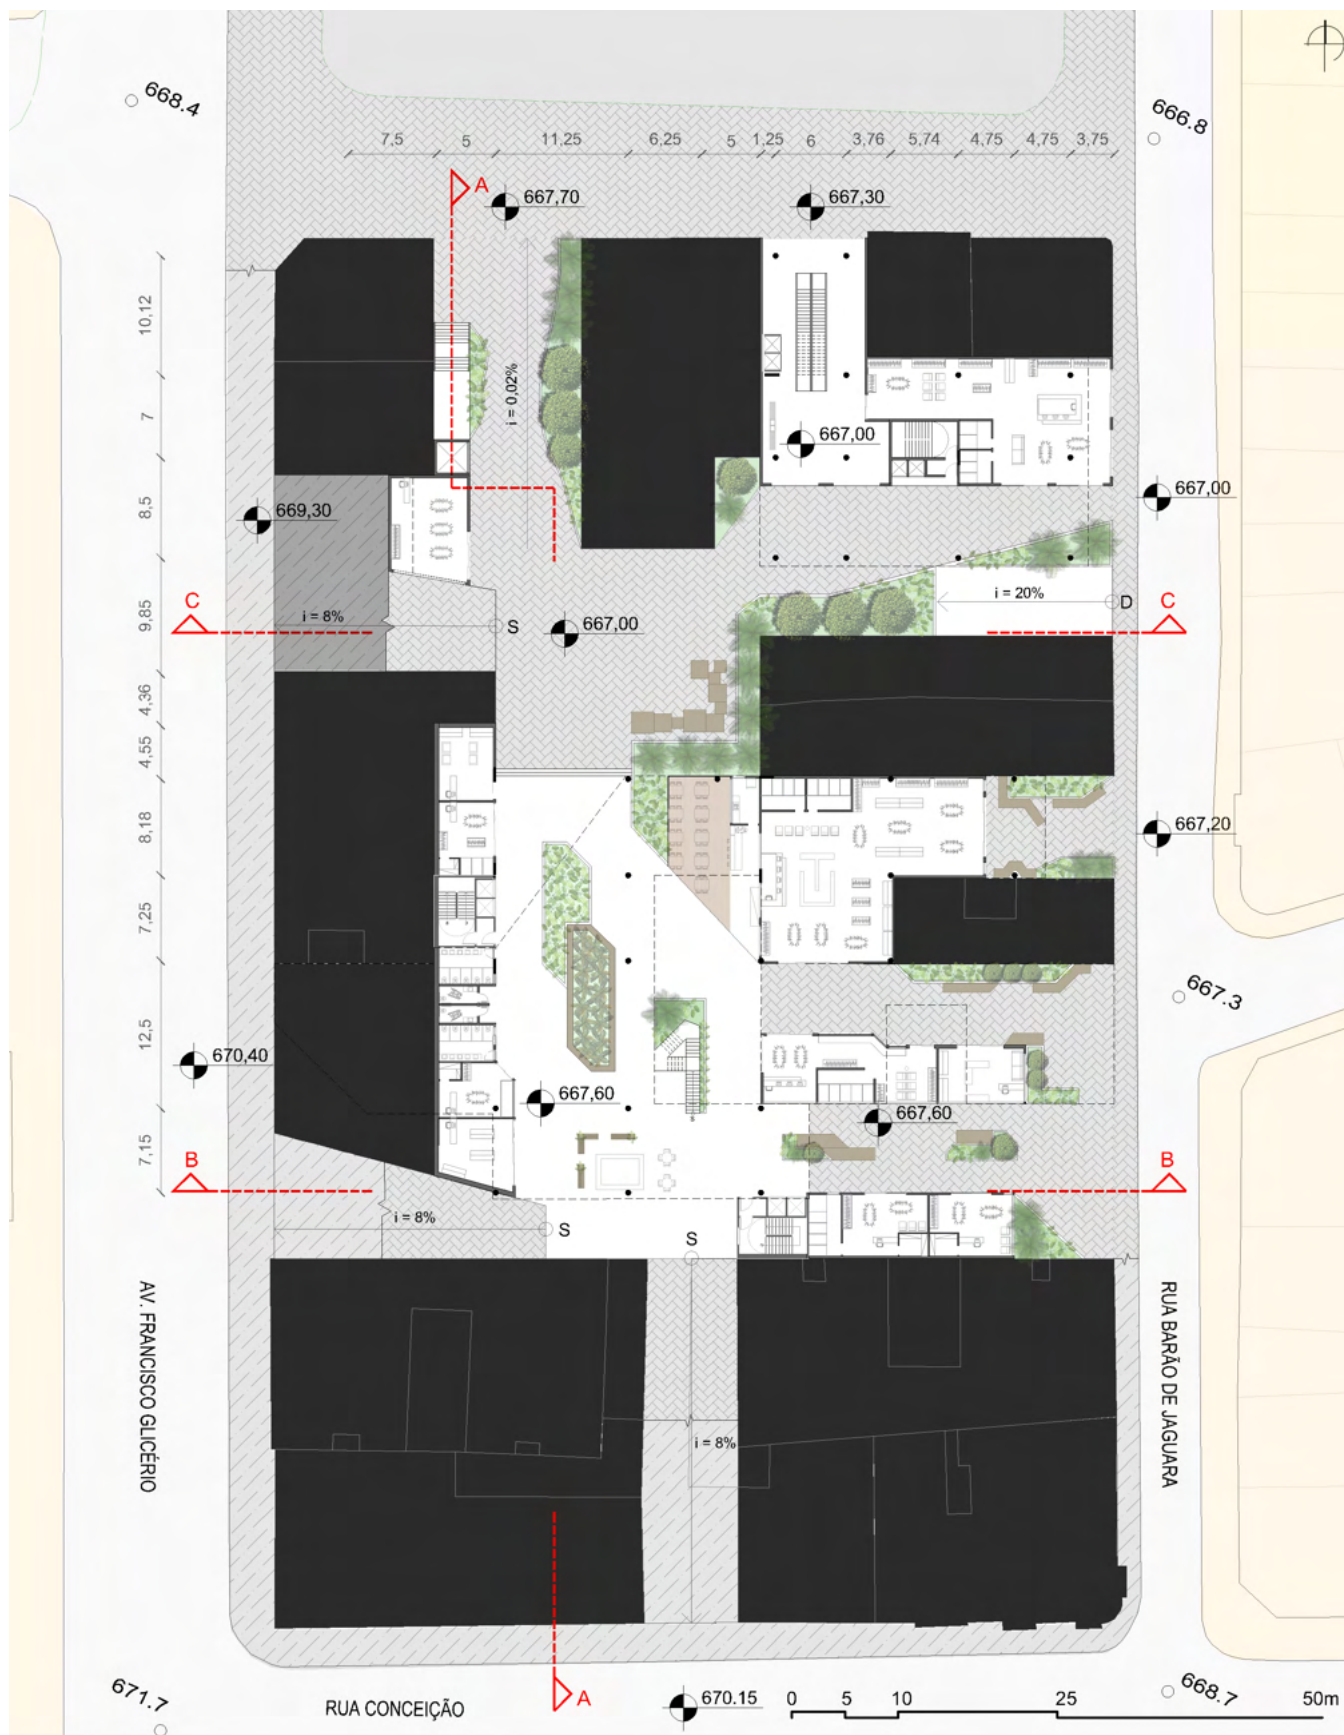 668.4
666.8
7,5
5
11,25
6,25
5
1,25
6
3,76
5,74
4,75
4,75
3,75
A
667,70
667,30
10,12
i = 0,02%
7
667,00
8,5
669,30
667,00
C
9,85
i = 8%
S
667,00
i = 20%
D
C
4,36
4,55
8,18
667,20
7,25
667.3
12,5
670,40
667,60
667,60
7,15
B
B
i = 8%
S
S
AV. FRANCISCO GLICÉRIO
RUA BARÃO DE JAGUARA
i = 8%
671.7
RUA CONCEIÇÃO
A
670.15
668.7
0 5 10 25 50m